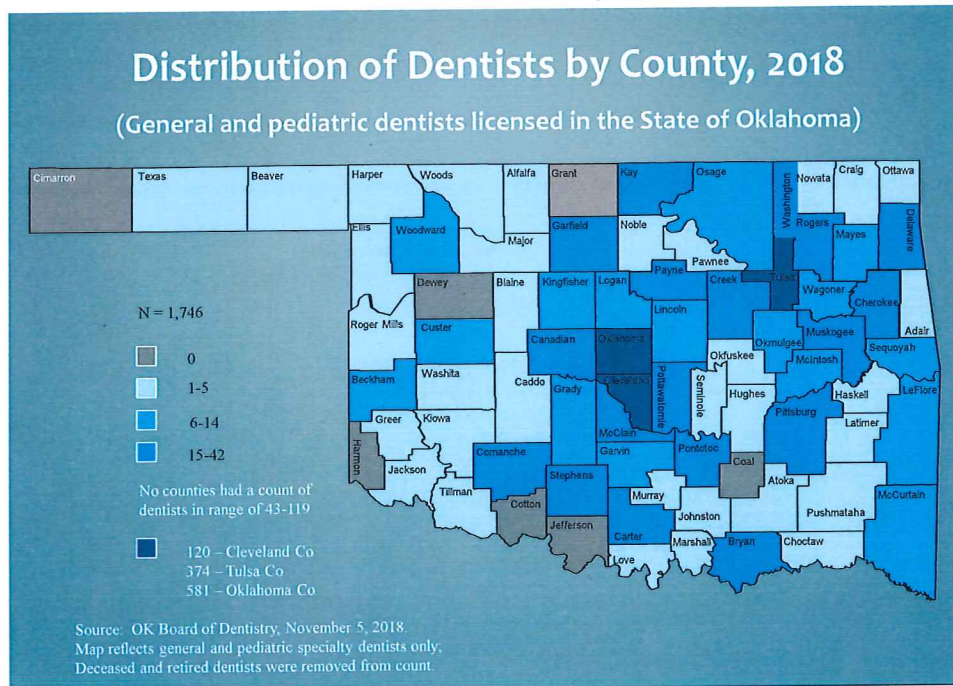 Distribution of Dentists by County, 2018
(General and pediatric dentists licensed in the State of Oklahoma)
Cimarron
Texas
Beaver
Harper
Woods
Alfalfa
Grant
Kay
Osage
Washington
Nowata
Craig
Ottawa
Ellis
Woodward
Major
Garfield
Noble
Pawnee
Rogers
Mayes
Delaware
Dewey
Blaine
Kingfisher
Logan
Payne
Creek
Tulsa
Wagoner
Cherokee
Adair
Roger Mills
Custer
Canadian
Oklahoma
Lincoln
Okfuskee
Okmulgee
Muskogee
McIntosh
Sequoyah
Beckham
Washita
Caddo
Grady
Cleveland
Pottawatomie
Seminole
Hughes
Pittsburg
Haskell
LeFlore
Greer
Kiowa
McClain
Latimer
Harmon
Jackson
Comanche
Garvin
Pontotoc
Coal
Tillman
Stephens
Murray
Atoka
Pushmataha
McCurtain
Cotton
Jefferson
Carter
Johnston
Love
Marshall
Bryan
Choctaw
N = 1,746
0
1-5
6-14
15-42
No counties had a count of
dentists in range of 43-119
120 – Cleveland Co
374 – Tulsa Co
581 – Oklahoma Co
Source: OK Board of Dentistry, November 5, 2018.
Map reflects general and pediatric specialty dentists only;
Deceased and retired dentists were removed from count.